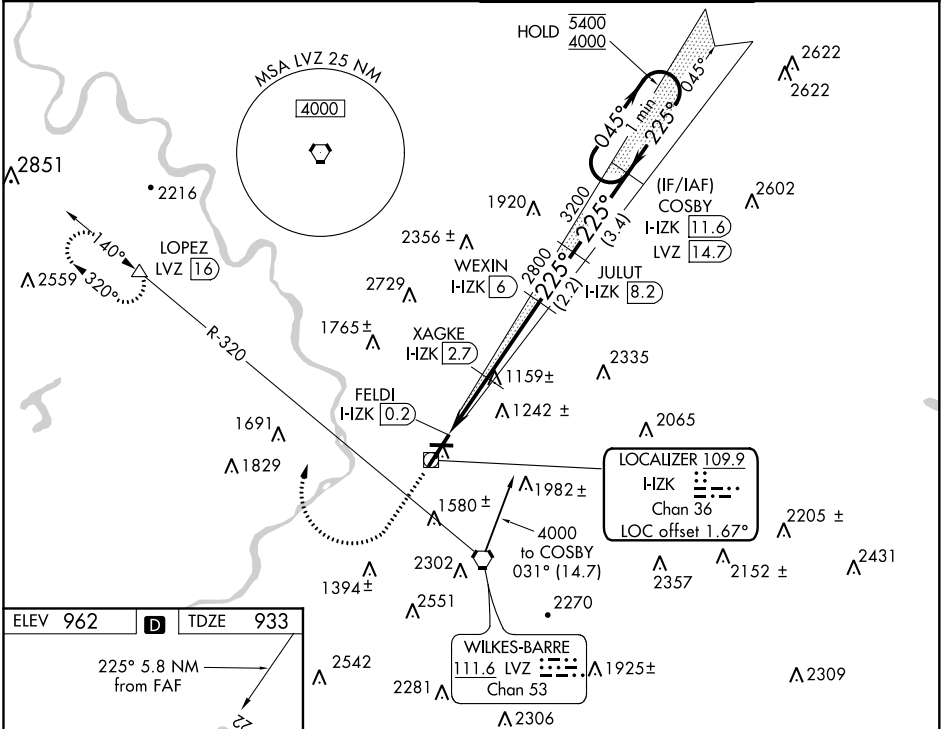 HOLD 5400
4000
MSA LVZ 25 NM
4000
2622
2622
045°
1 min
045°
225°
2851
2216
(IF/IAF)
COSBY
I-IZK 11.6
LVZ 14.7
2602
1920
3200
225°
(3.4)
2356 ±
WEXIN
I-IZK 6
2800
225°
(2.2)
JULUT
I-IZK 8.2
140°
LOPEZ
LVZ 16
320°
2559
2729
R-320
1765 ±
XAGKE
I-IZK 2.7
1159±
2335
FELDI
I-IZK 0.2
1242 ±
2065
1691
1829
LOCALIZER 109.9
I-IZK
Chan 36
LOC offset 1.67°
1982 ±
1580 ±
4000
to COSBY
031° (14.7)
2205 ±
2302
1394±
2357
2152 ±
2431
2551
2270
ELEV 962 D TDZE 933
225° 5.8 NM
from FAF
22
WILKES-BARRE
111.6 LVZ
Chan 53
1925±
2542
2281
2309
2306